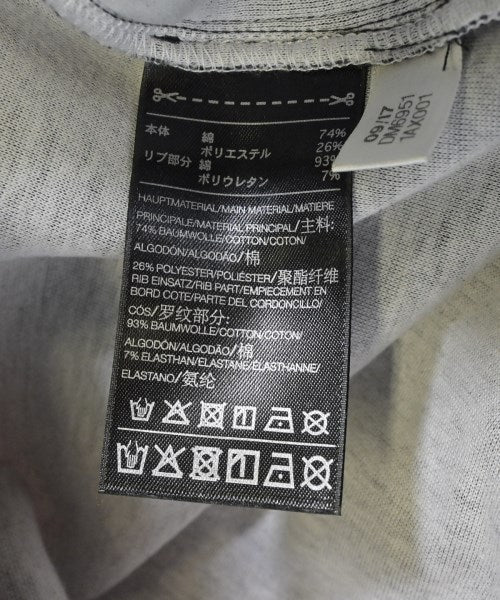 本体 綿 74%
ポリエステル 26%
リブ部分 綿 93%
ポリウレタン 7%
HAUPTMATERIAL/MAIN MATERIAL/MATIERE
PRINCIPALE/MATERIAL PRINCIPAL/主料:
74% BAUMWOLLE/COTTON/COTON/
ALGODÓN/ALGODÃO/棉
26% POLYESTER/POLIÉSTER/聚酯纤维
RIB EINSATZ/RIB PART/EMPIECEMENT EN
BORD COTE/PARTE DEL CORDONCILLO/
CÓS/罗纹部分:
93% BAUMWOLLE/COTTON/COTON/
ALGODÓN/ALGODÃO/棉
7% ELASTHAN/ELASTANE/ELASTHANNE/
ELASTANO/氨纶
09/17
DW6951
1AX001